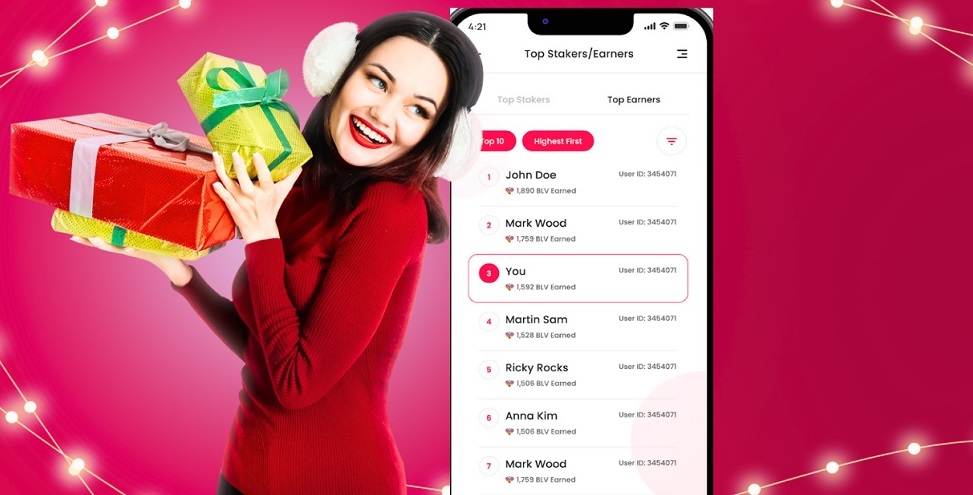 4:21
Top Stakers/Earners
Top Stakers
Top Earners
Top 10
Highest First
1
John Doe
User ID: 3454071
1,890 BLV Earned
2
Mark Wood
User ID: 3454071
1,759 BLV Earned
3
You
User ID: 3454071
1,592 BLV Earned
4
Martin Sam
User ID: 3454071
1,528 BLV Earned
5
Ricky Rocks
User ID: 3454071
1,506 BLV Earned
6
Anna Kim
User ID: 3454071
1,506 BLV Earned
7
Mark Wood
User ID: 3454071
1,759 BLV Earned